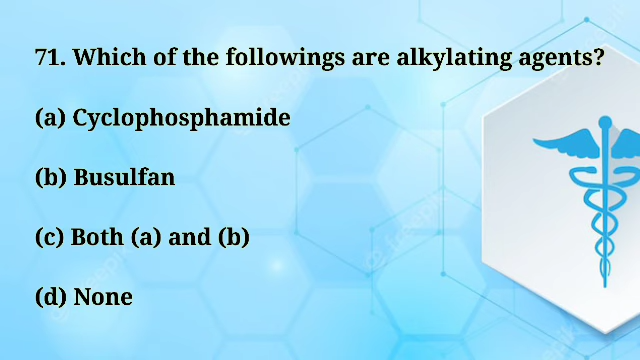 71. Which of the followings are alkylating agents?
(a) Cyclophosphamide
(b) Busulfan
(c) Both (a) and (b)
(d) None